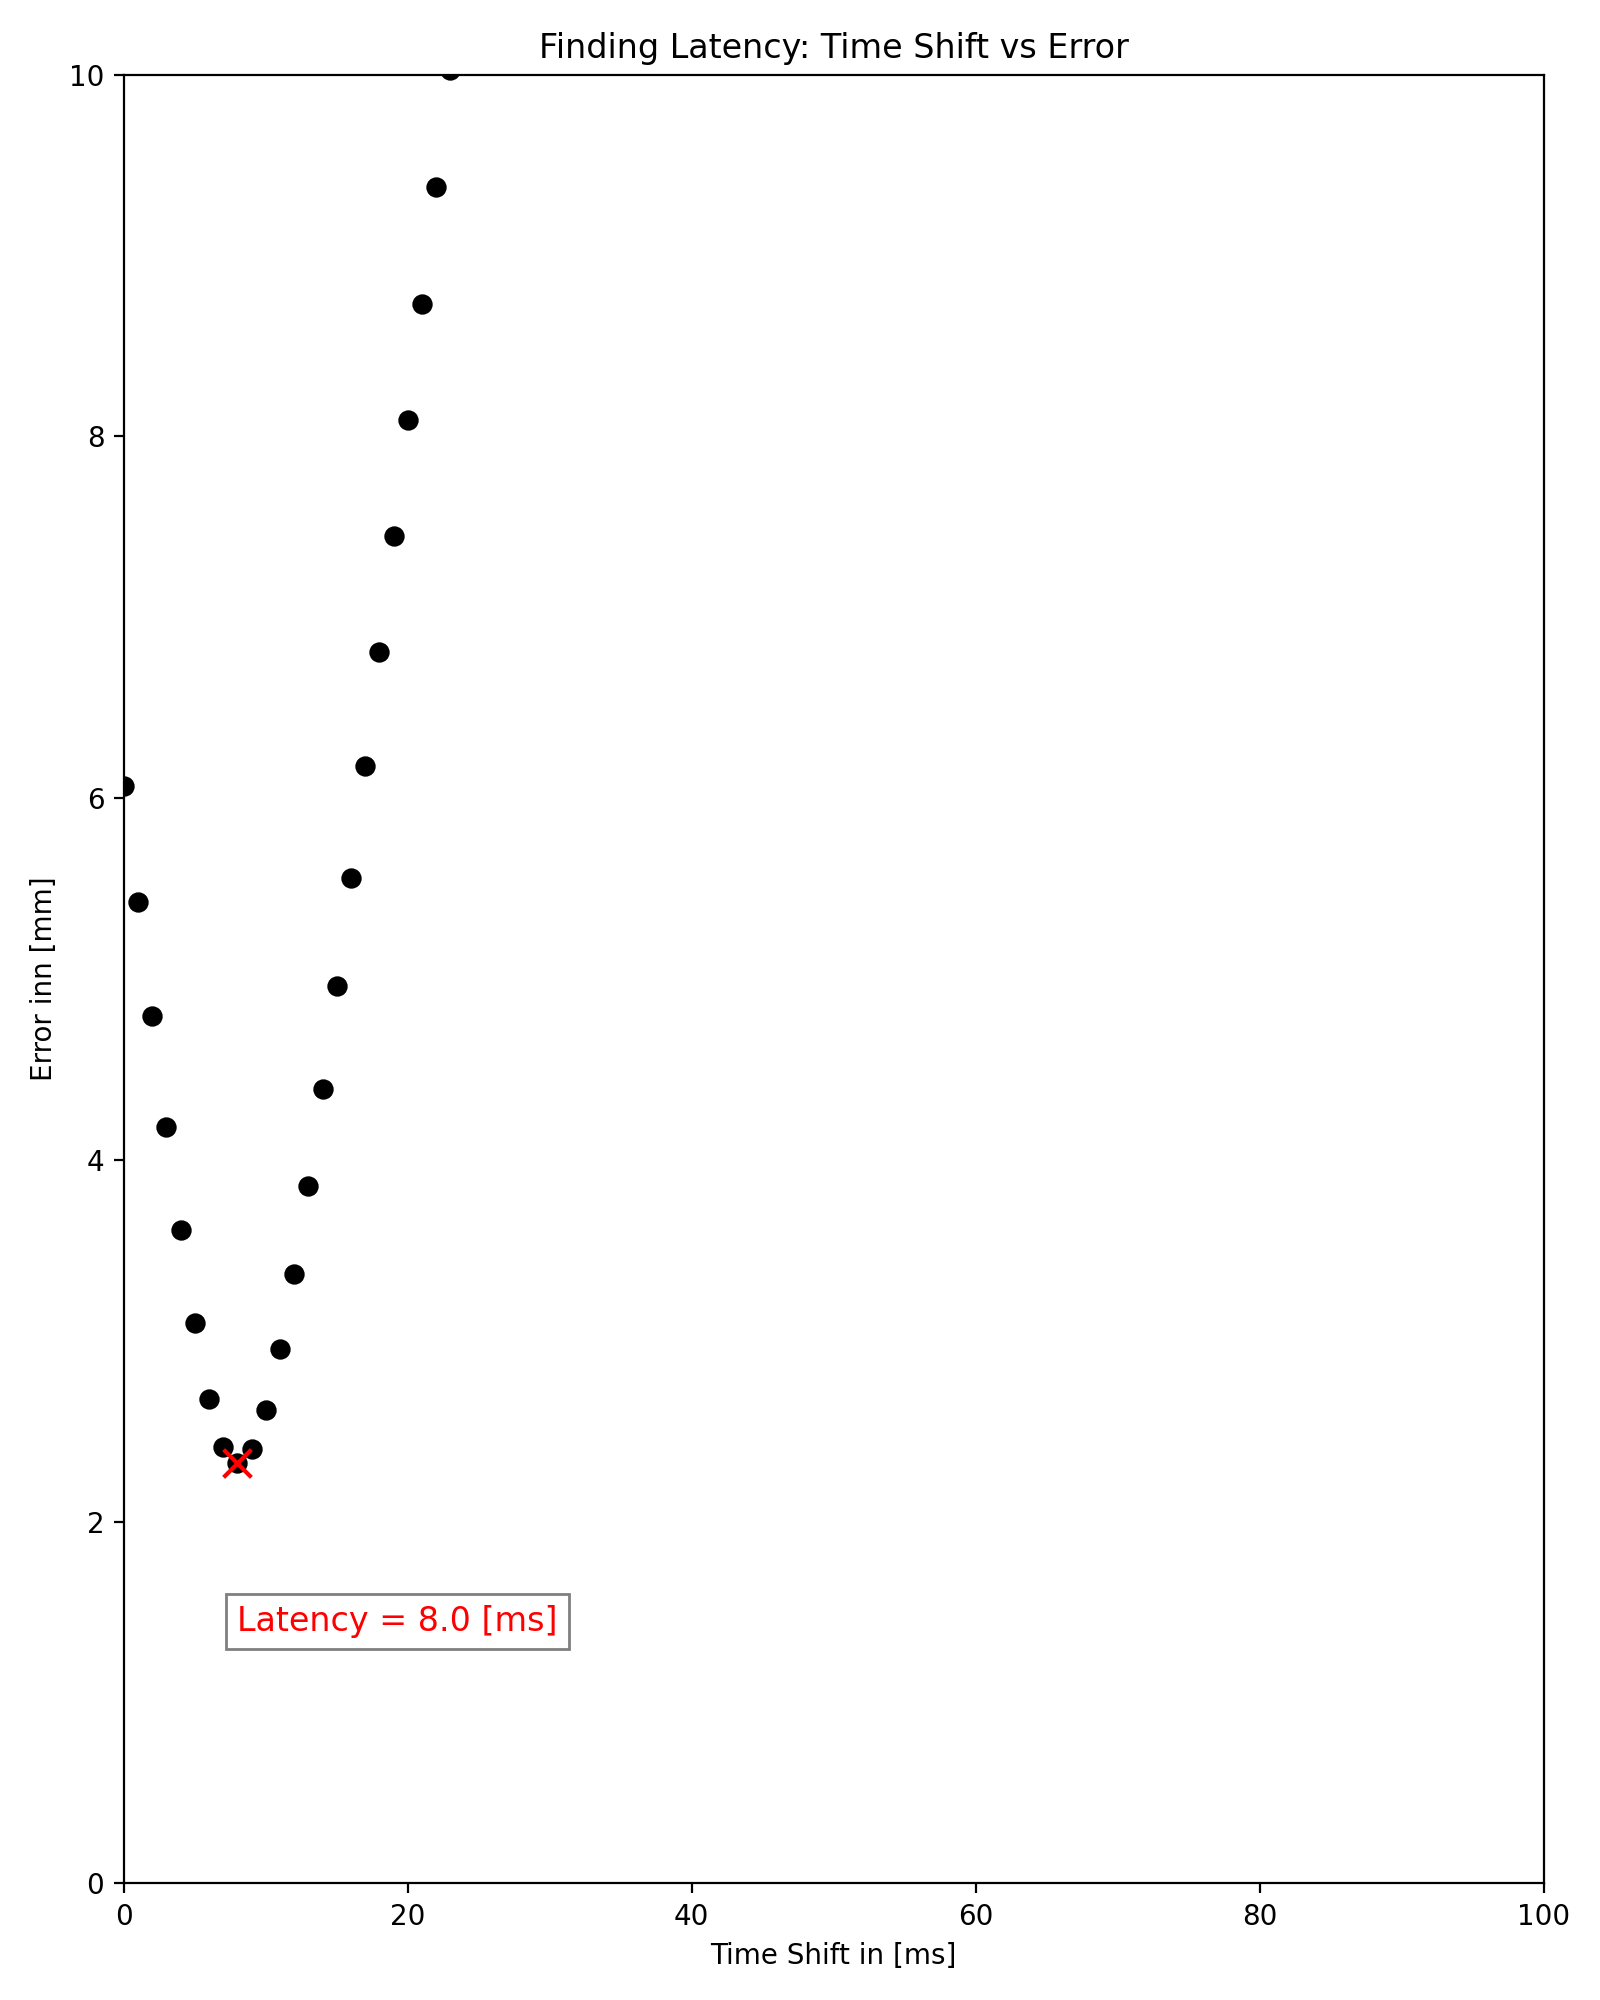 Finding Latency: Time Shift vs Error
10
8
6
4
2
0
Error inn [mm]
Latency = 8.0 [ms]
0 20 40 60 80 100
Time Shift in [ms]